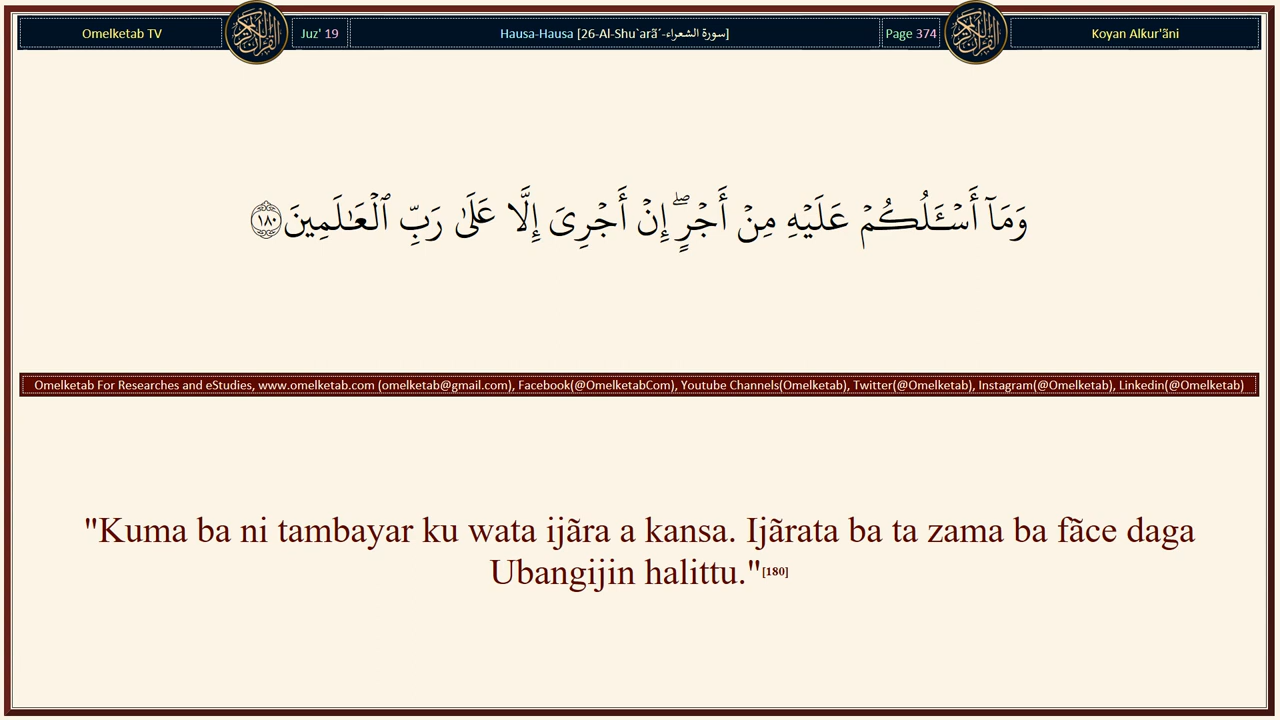 Omelketab TV
Juz' 19
Hausa-Hausa [26-Al-Shu`arã´-سورة الشعراء]
Page 374
Koyan Alƙur'ãni
وَمَآ أَسْـَٔلُكُمْ عَلَيْهِ مِنْ أَجْرٍ ۖ إِنْ أَجْرِىَ إِلَّا عَلَىٰ رَبِّ ٱلْعَـٰلَمِينَ ١٨٠
Omelketab For Researches and eStudies, www.omelketab.com (omelketab@gmail.com), Facebook(@OmelketabCom), Youtube Channels(Omelketab), Twitter(@Omelketab), Instagram(@Omelketab), Linkedin(@Omelketab)
"Kuma ba ni tambayar ku wata ijãra a kansa. Ijãrata ba ta zama ba fãce daga
Ubangijin halittu."[180]